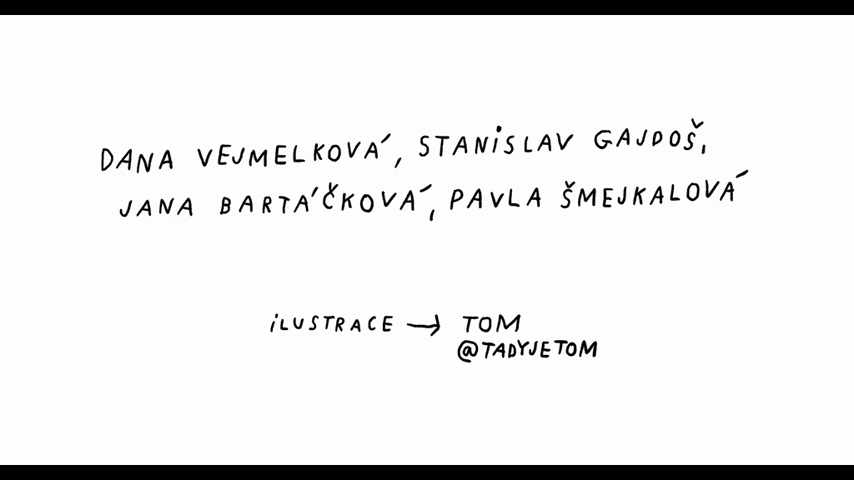 DANA VEJMELKOVÁ, STANISLAV GAJDOŠ,
JANA BARTÁČKOVÁ, PAVLA ŠMEJKALOVÁ
ILUSTRACE → TOM
@TADYJETOM